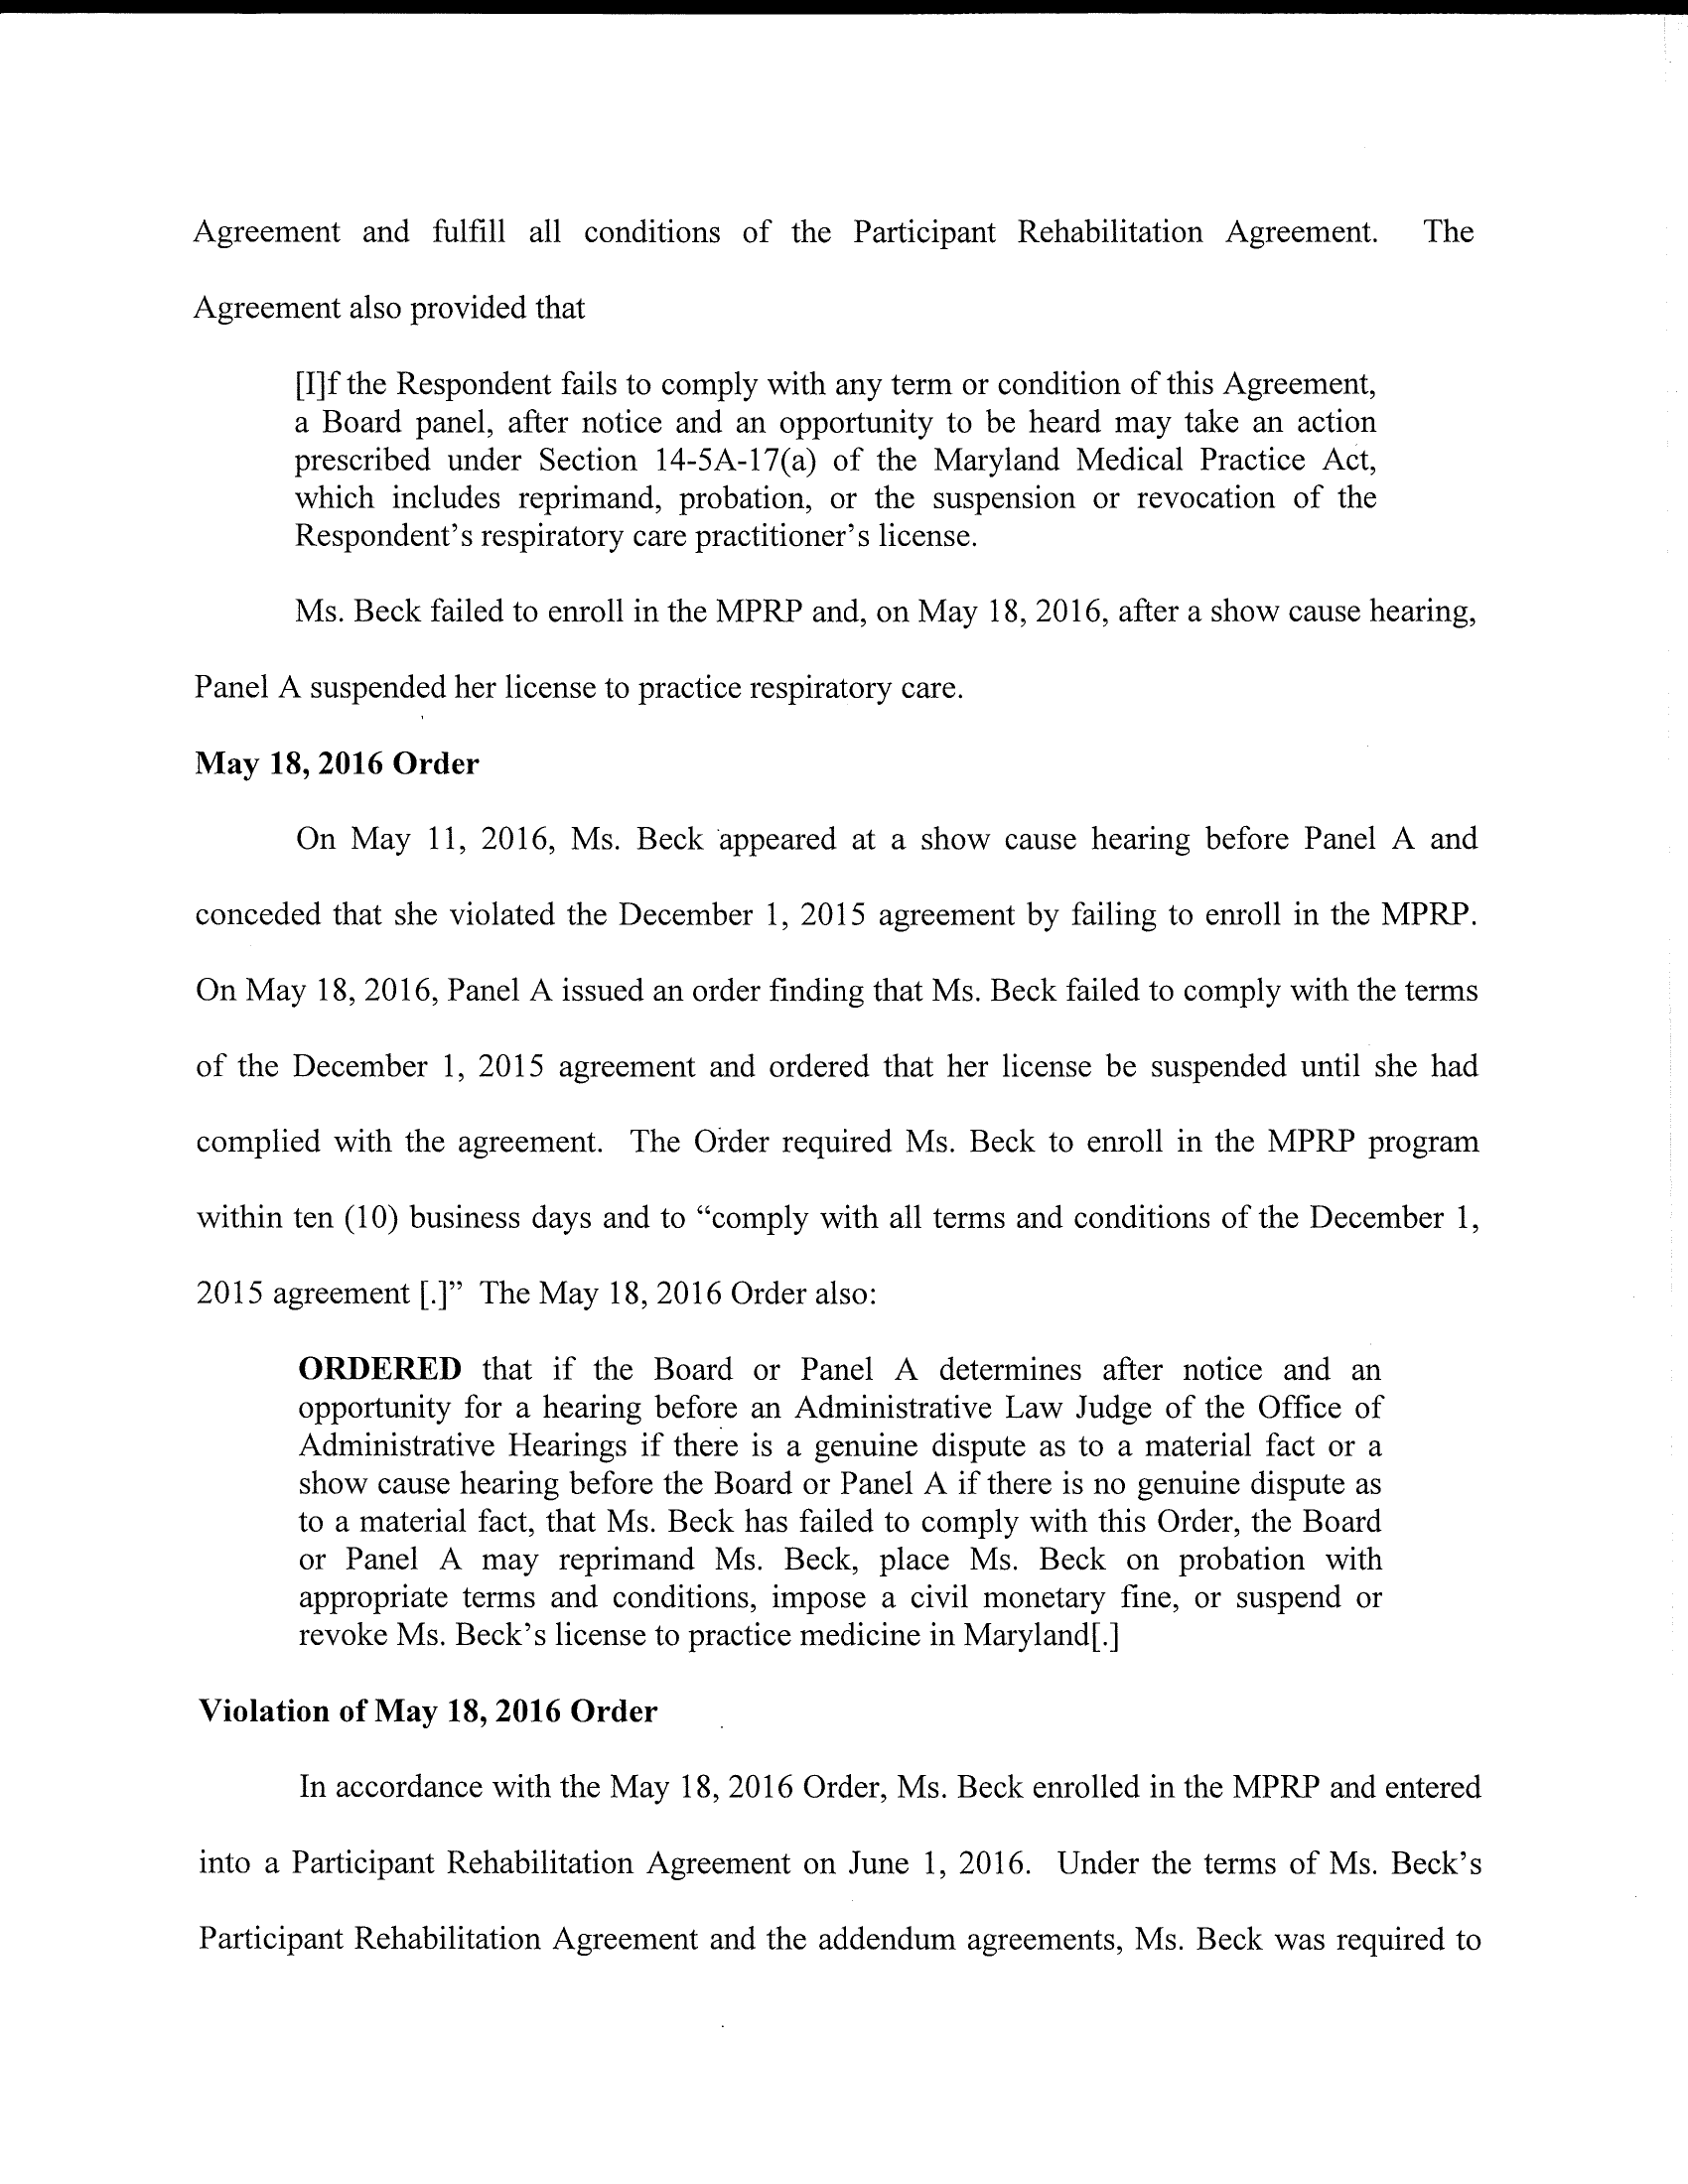 Agreement and fulfill all conditions of the Participant Rehabilitation Agreement. The
Agreement also provided that
[I]f the Respondent fails to comply with any term or condition of this Agreement,
a Board panel, after notice and an opportunity to be heard may take an action
prescribed under Section 14-5A-17(a) of the Maryland Medical Practice Act,
which includes reprimand, probation, or the suspension or revocation of the
Respondent's respiratory care practitioner's license.
Ms. Beck failed to enroll in the MPRP and, on May 18, 2016, after a show cause hearing,
Panel A suspended her license to practice respiratory care.
May 18, 2016 Order
On May 11, 2016, Ms. Beck appeared at a show cause hearing before Panel A and
conceded that she violated the December 1, 2015 agreement by failing to enroll in the MPRP.
On May 18, 2016, Panel A issued an order finding that Ms. Beck failed to comply with the terms
of the December 1, 2015 agreement and ordered that her license be suspended until she had
complied with the agreement. The Order required Ms. Beck to enroll in the MPRP program
within ten (10) business days and to “comply with all terms and conditions of the December 1,
2015 agreement [.]” The May 18, 2016 Order also:
ORDERED that if the Board or Panel A determines after notice and an
opportunity for a hearing before an Administrative Law Judge of the Office of
Administrative Hearings if there is a genuine dispute as to a material fact or a
show cause hearing before the Board or Panel A if there is no genuine dispute as
to a material fact, that Ms. Beck has failed to comply with this Order, the Board
or Panel A may reprimand Ms. Beck, place Ms. Beck on probation with
appropriate terms and conditions, impose a civil monetary fine, or suspend or
revoke Ms. Beck's license to practice medicine in Maryland[.]
Violation of May 18, 2016 Order
In accordance with the May 18, 2016 Order, Ms. Beck enrolled in the MPRP and entered
into a Participant Rehabilitation Agreement on June 1, 2016. Under the terms of Ms. Beck's
Participant Rehabilitation Agreement and the addendum agreements, Ms. Beck was required to